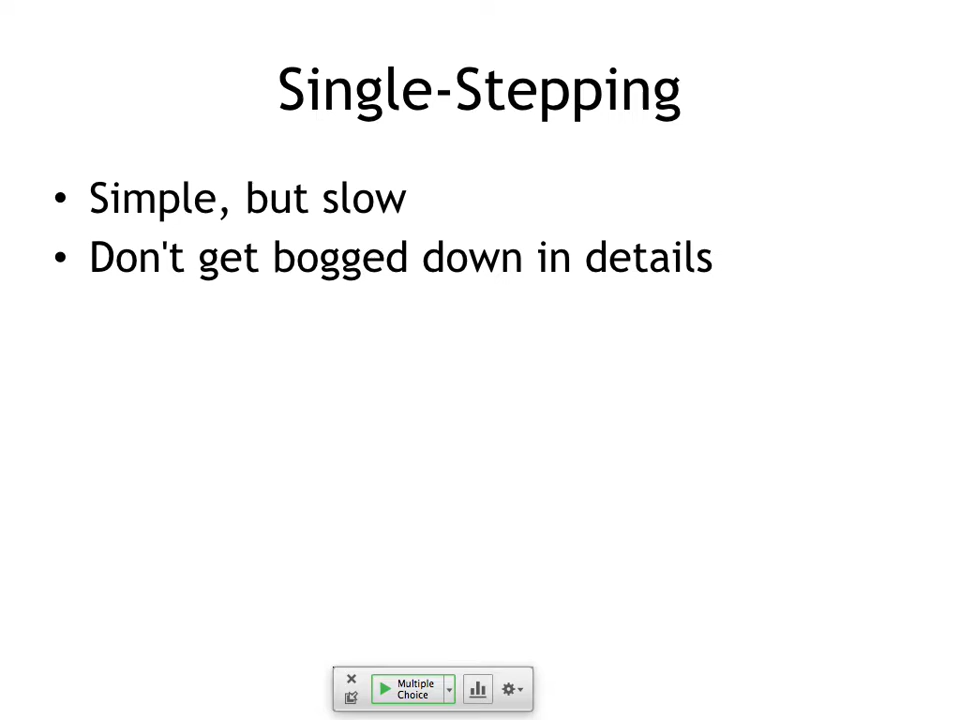 Single-Stepping
• Simple, but slow
• Don't get bogged down in details
Multiple
Choice